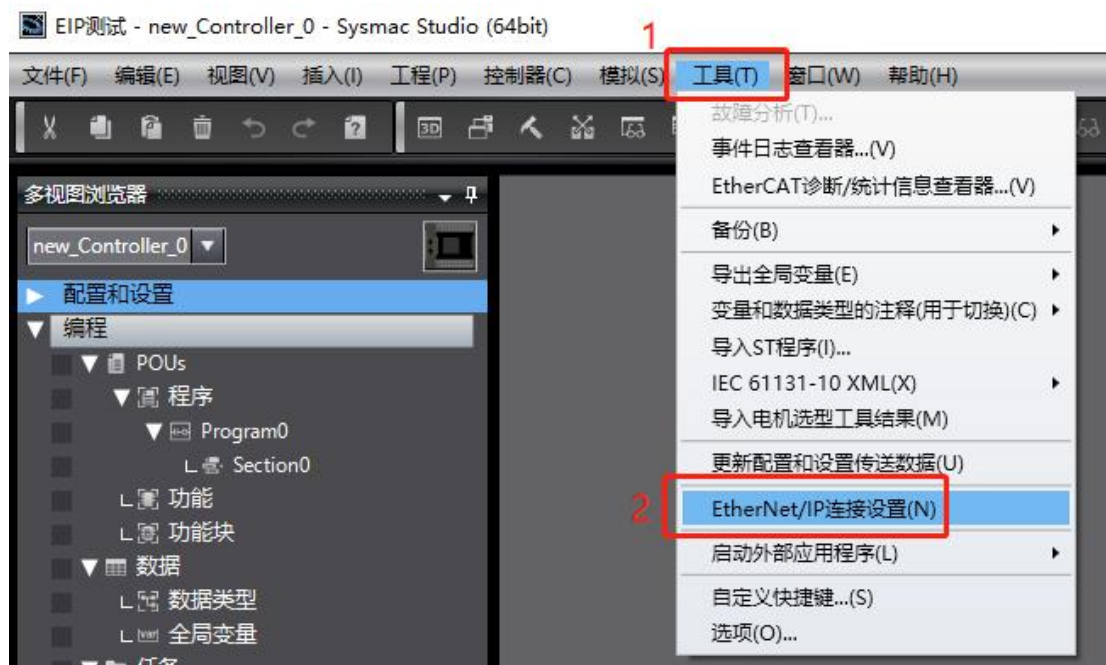 EIP测试 - new_Controller_0 - Sysmac Studio (64bit)
1
文件(F) 编辑(E) 视图(V) 插入(I) 工程(P) 控制器(C) 模拟(S) 工具(T) 窗口(W) 帮助(H)
3D
故障分析(T)...
事件日志查看器...(V)
EtherCAT诊断/统计信息查看器...(V)
备份(B)
导出全局变量(E)
变量和数据类型的注释(用于切换)(C)
导入ST程序(I)...
IEC 61131-10 XML(X)
导入电机选型工具结果(M)
更新配置和设置传送数据(U)
2
EtherNet/IP连接设置(N)
启动外部应用程序(L)
自定义快捷键...(S)
选项(O)...
多视图浏览器
new_Controller_0
配置和设置
编程
POUs
程序
Program0
Section0
功能
功能块
数据
数据类型
全局变量
任务